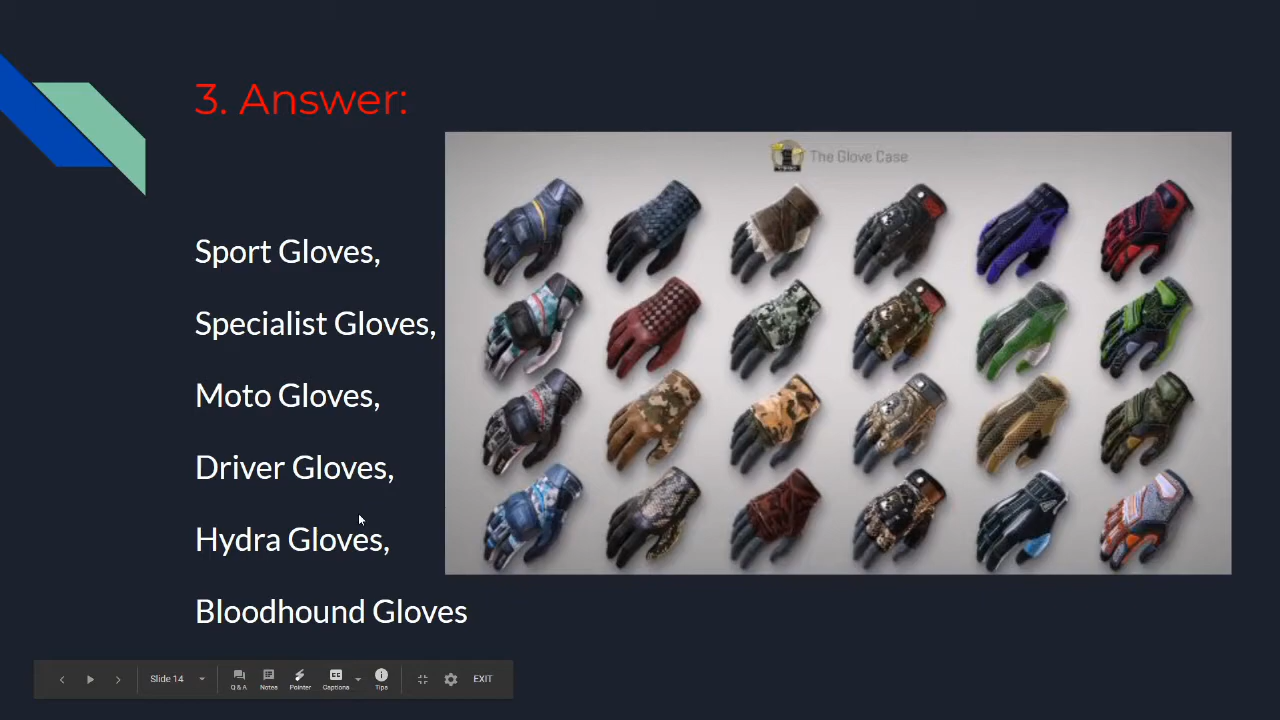 3. Answer:
The Glove Case
Sport Gloves,
Specialist Gloves,
Moto Gloves,
Driver Gloves,
Hydra Gloves,
Bloodhound Gloves
Slide 14
Q & A
Notes
Pointer
Captions
Tips
EXIT